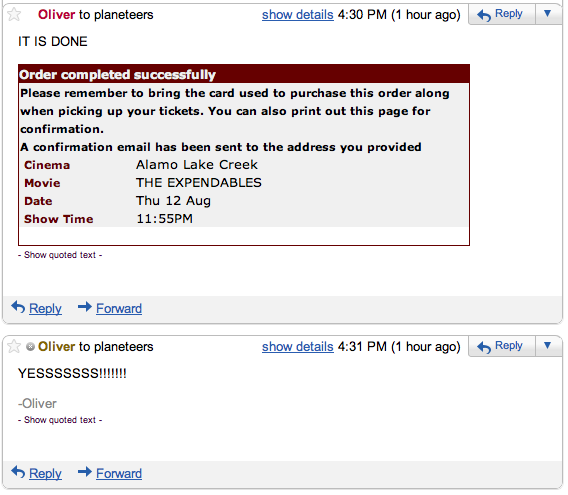 Oliver to planeteers show details 4:30 PM (1 hour ago) Reply
IT IS DONE
Order completed successfully
Please remember to bring the card used to purchase this order along
when picking up your tickets. You can also print out this page for
confirmation.
A confirmation email has been sent to the address you provided
Cinema Alamo Lake Creek
Movie THE EXPENDABLES
Date Thu 12 Aug
Show Time 11:55PM
- Show quoted text -
Reply Forward
Oliver to planeteers show details 4:31 PM (1 hour ago) Reply
YESSSSSSS!!!!!!!
-Oliver
- Show quoted text -
Reply Forward